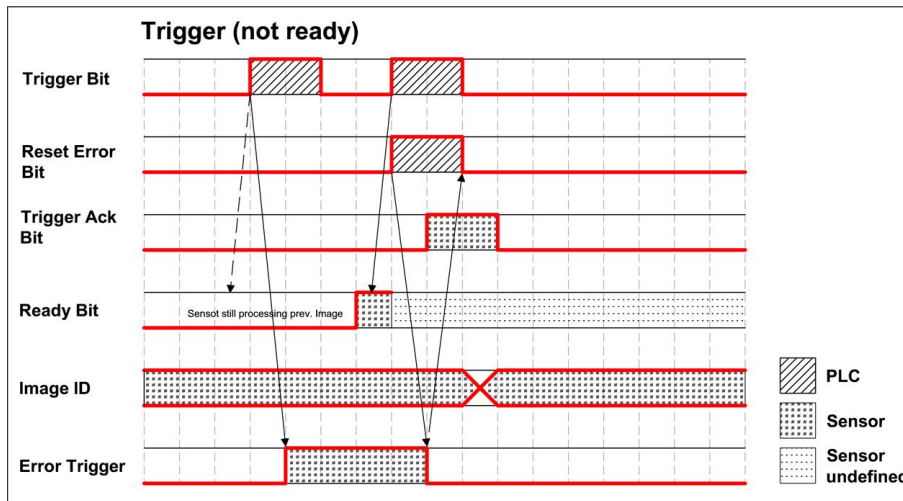 Trigger (not ready)
Trigger Bit
Reset Error
Bit
Trigger Ack
Bit
Ready Bit
Sensot still processing prev. Image
Image ID
Error Trigger
PLC
Sensor
Sensor
undefined